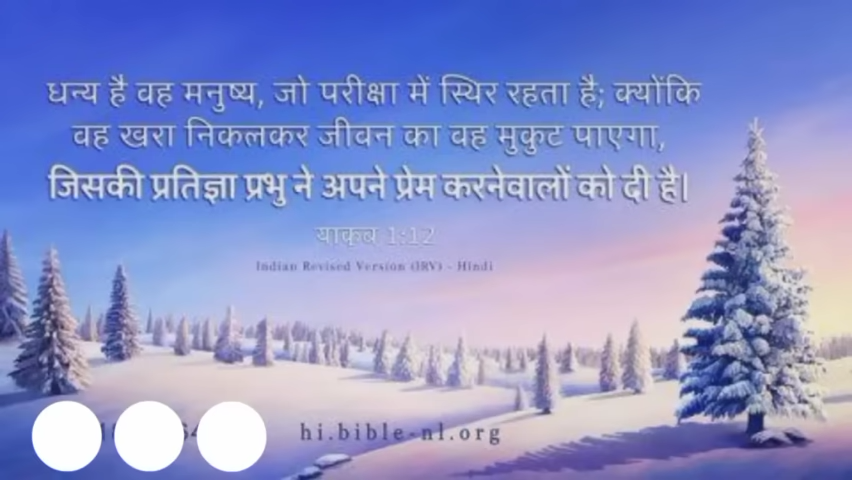 धन्य है वह मनुष्य, जो परीक्षा में स्थिर रहता है; क्योंकि
वह खरा निकलकर जीवन का वह मुकुट पाएगा,
जिसकी प्रतिज्ञा प्रभु ने अपने प्रेम करनेवालों को दी है।
याकूब 1:12
Indian Revised Version (IRV) - Hindi
hi.bible-nl.org